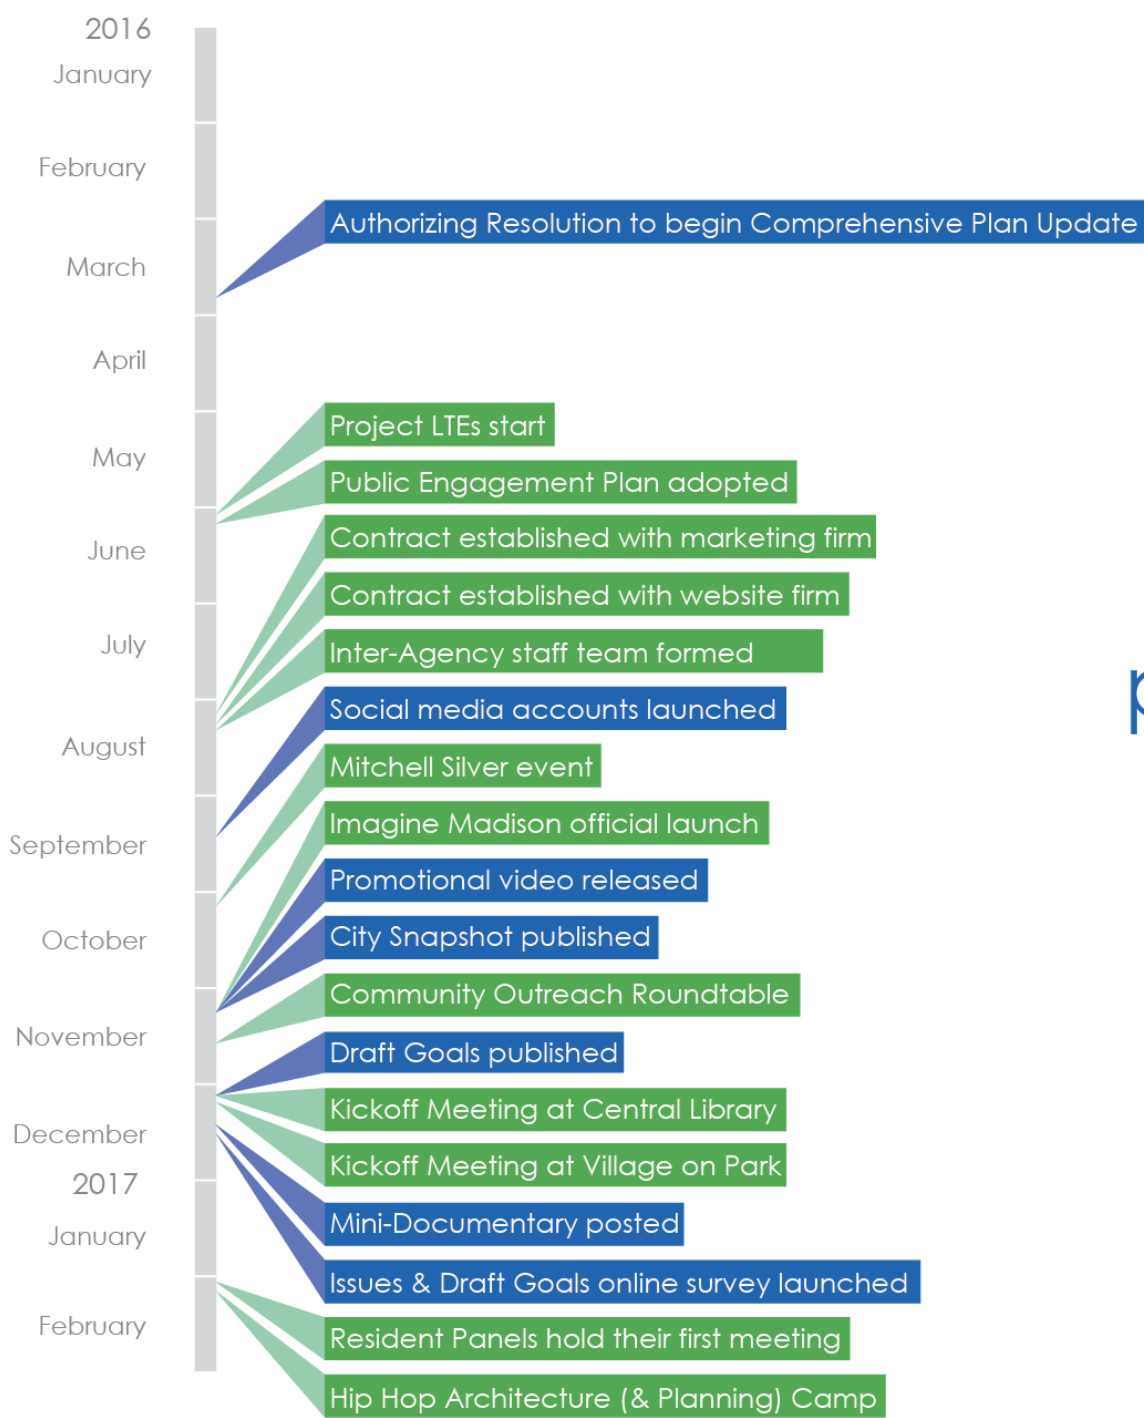 2016
January
February
Authorizing Resolution to begin Comprehensive Plan Update
March
April
Project LTEs start
May
Public Engagement Plan adopted
Contract established with marketing firm
June
Contract established with website firm
July
Inter-Agency staff team formed
Social media accounts launched
August
Mitchell Silver event
Imagine Madison official launch
September
Promotional video released
City Snapshot published
October
Community Outreach Roundtable
November
Draft Goals published
Kickoff Meeting at Central Library
December
Kickoff Meeting at Village on Park
2017
Mini-Documentary posted
January
Issues & Draft Goals online survey launched
February
Resident Panels hold their first meeting
Hip Hop Architecture (& Planning) Camp